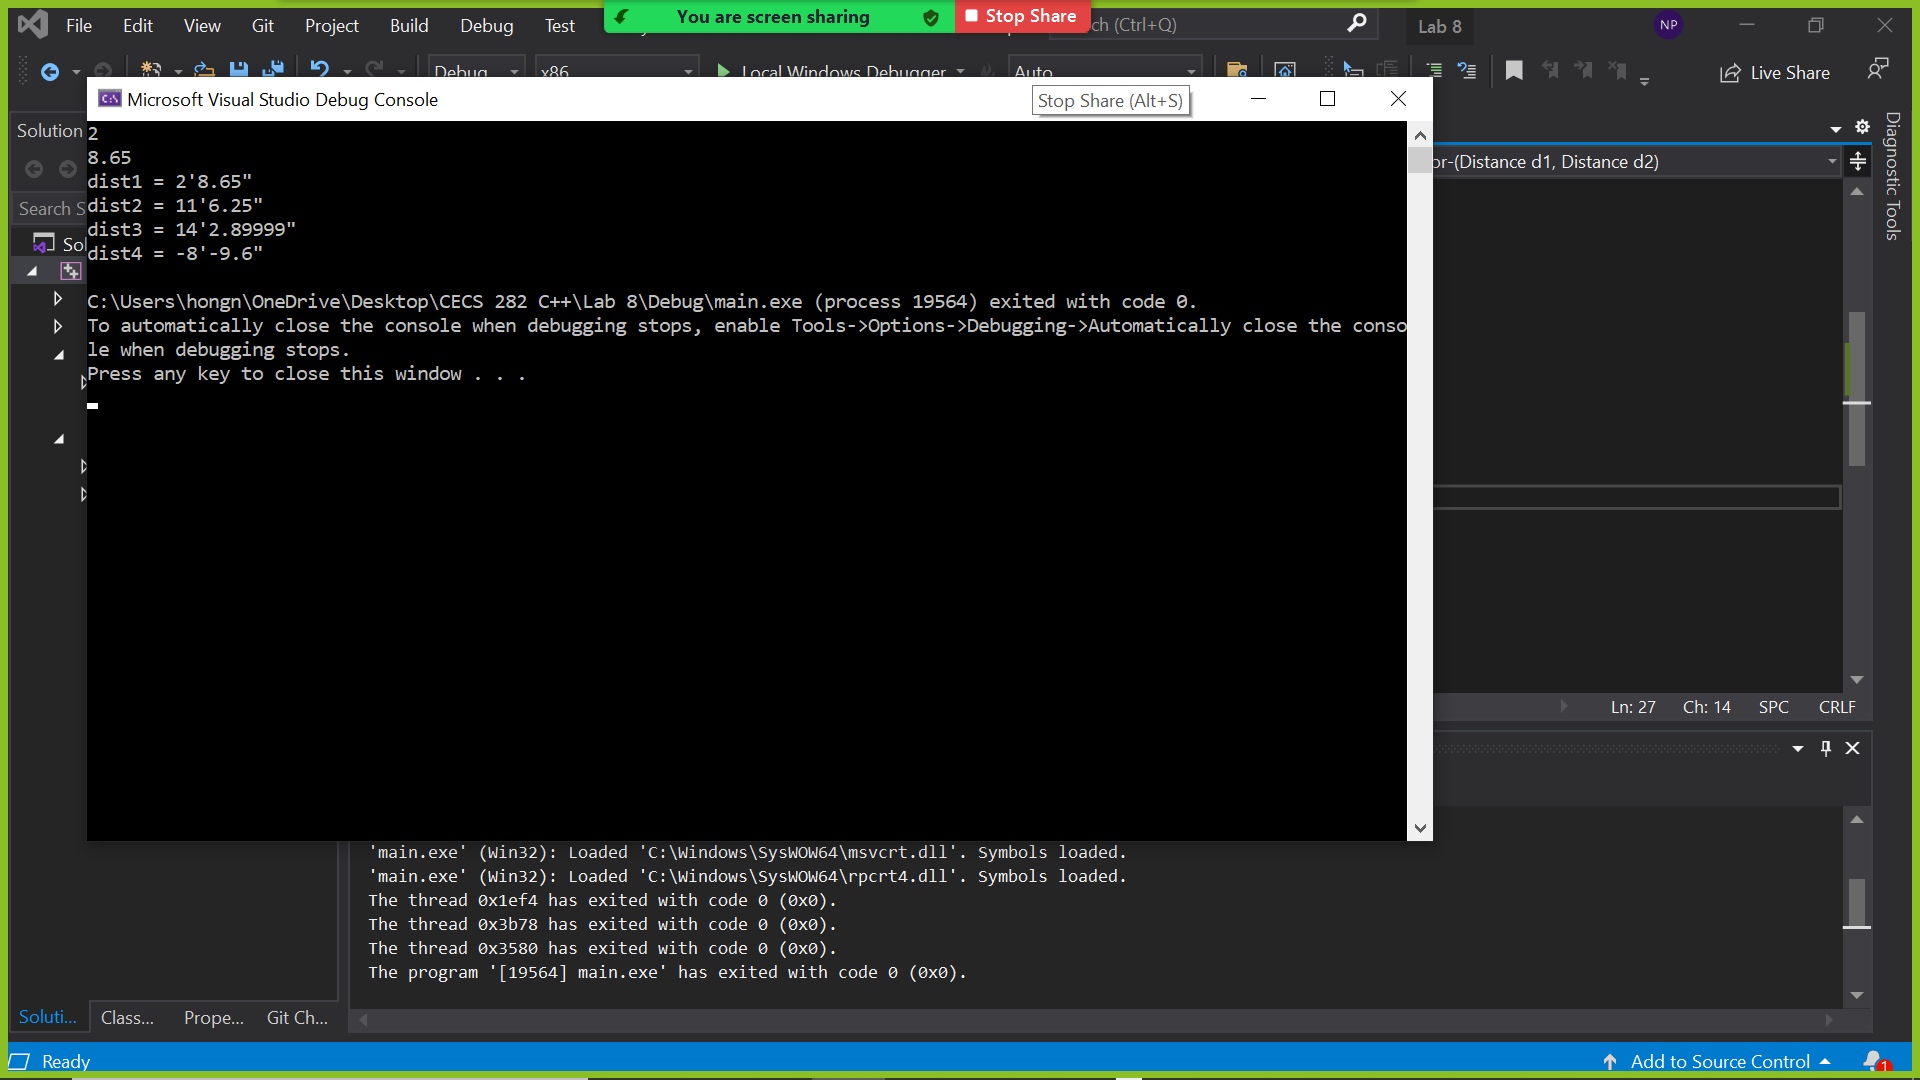 File Edit View Git Project Build Debug Test
You are screen sharing
Stop Share
ch (Ctrl+Q)
Lab 8
NP
Debug
x86
Local Windows Debugger
Auto
Live Share
Microsoft Visual Studio Debug Console
Stop Share (Alt+S)
Solution
Search S
Sol
or-(Distance d1, Distance d2)
Diagnostic Tools
2
8.65
dist1 = 2'8.65"
dist2 = 11'6.25"
dist3 = 14'2.89999"
dist4 = -8'-9.6"
C:\Users\hongn\OneDrive\Desktop\CECS 282 C++\Lab 8\Debug\main.exe (process 19564) exited with code 0.
To automatically close the console when debugging stops, enable Tools->Options->Debugging->Automatically close the conso
le when debugging stops.
Press any key to close this window . . .
Ln: 27 Ch: 14 SPC CRLF
'main.exe' (Win32): Loaded 'C:\Windows\SysWOW64\msvcrt.dll'. Symbols loaded.
'main.exe' (Win32): Loaded 'C:\Windows\SysWOW64\rpcrt4.dll'. Symbols loaded.
The thread 0x1ef4 has exited with code 0 (0x0).
The thread 0x3b78 has exited with code 0 (0x0).
The thread 0x3580 has exited with code 0 (0x0).
The program '[19564] main.exe' has exited with code 0 (0x0).
Soluti... Class... Prope... Git Ch...
Ready
Add to Source Control
1